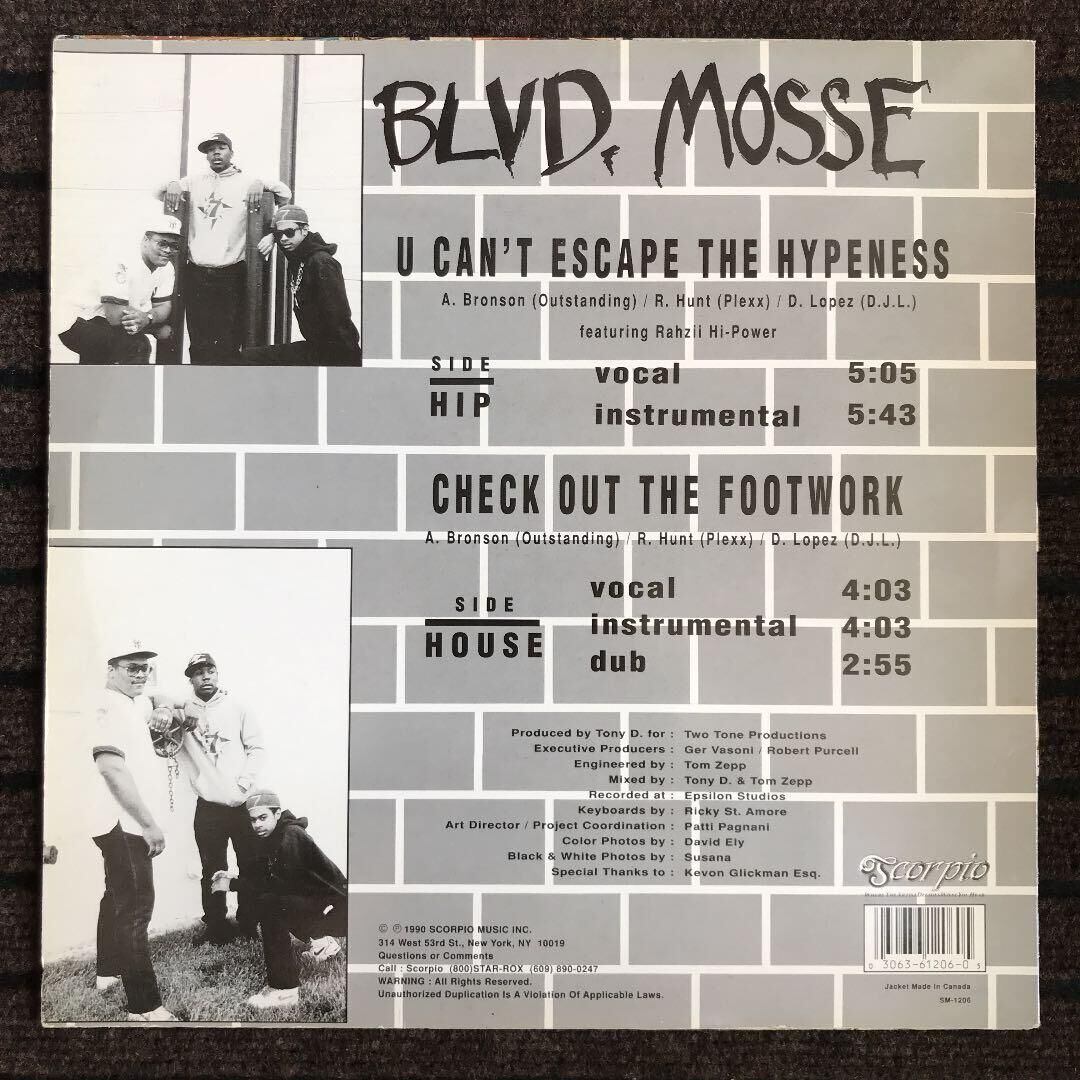 BLVD. MOSSE
U CAN'T ESCAPE THE HYPENESS
A. Bronson (Outstanding) / R. Hunt (Plexx) / D. Lopez (D.J.L.)
featuring Rahzii Hi-Power
SIDE
HIP
vocal 5:05
instrumental 5:43
CHECK OUT THE FOOTWORK
A. Bronson (Outstanding) / R. Hunt (Plexx) / D. Lopez (D.J.L.)
SIDE
HOUSE
vocal 4:03
instrumental 4:03
dub 2:55
Produced by Tony D. for : Two Tone Productions
Executive Producers : Ger Vasoni / Robert Purcell
Engineered by : Tom Zepp
Mixed by : Tony D. & Tom Zepp
Recorded at : Epsilon Studios
Keyboards by : Ricky St. Amore
Art Director / Project Coordination : Patti Pagnani
Color Photos by : David Ely
Black & White Photos by : Susana
Special Thanks to : Kevon Glickman Esq.
Scorpio
© ℗ 1990 SCORPIO MUSIC INC.
314 West 53rd St., New York, NY 10019
Questions or Comments
Call : Scorpio (800)STAR-ROX (609) 890-0247
WARNING : All Rights Reserved.
Unauthorized Duplication Is A Violation Of Applicable Laws.
0 3063-61206-0 5
Jacket Made In Canada
SM-1206